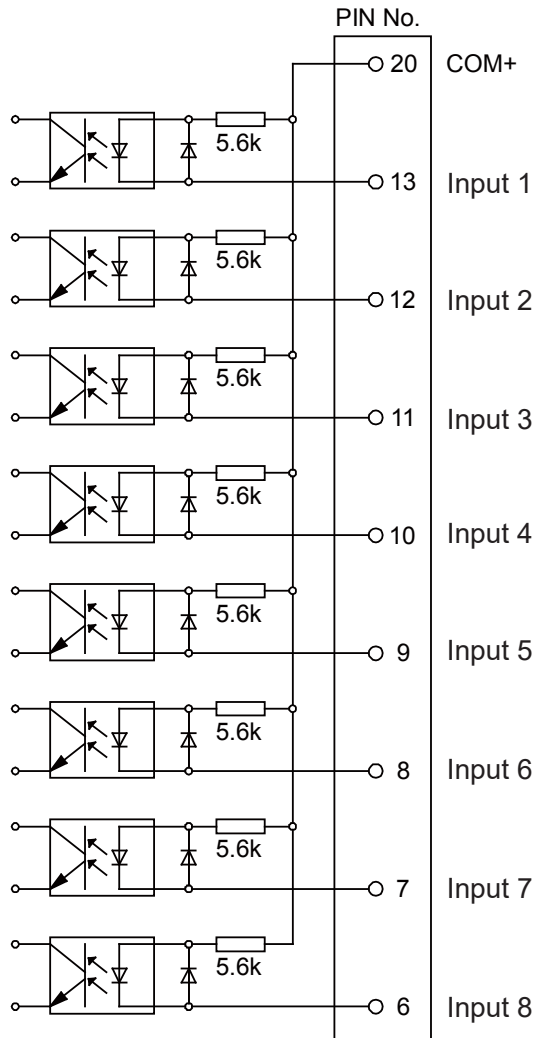 PIN No.
20 COM+
5.6k
13 Input 1
5.6k
12 Input 2
5.6k
11 Input 3
5.6k
10 Input 4
5.6k
9 Input 5
5.6k
8 Input 6
5.6k
7 Input 7
5.6k
6 Input 8